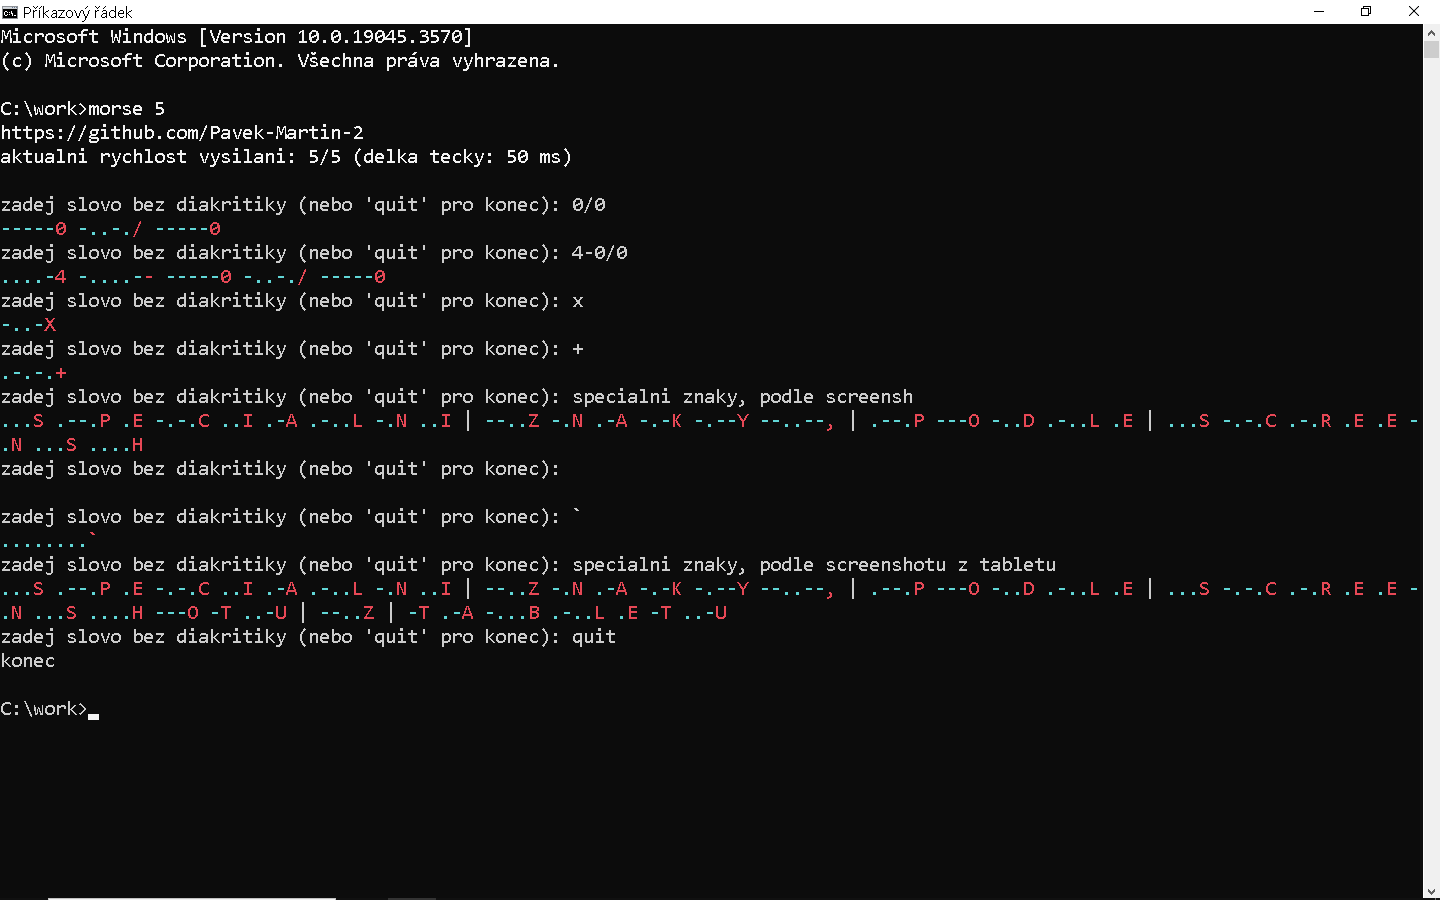 Příkazový řádek
Microsoft Windows [Version 10.0.19045.3570]
(c) Microsoft Corporation. Všechna práva vyhrazena.
C:\work>morse 5
https://github.com/Pavek-Martin-2
aktualni rychlost vysilani: 5/5 (delka tecky: 50 ms)
zadej slovo bez diakritiky (nebo 'quit' pro konec): 0/0
-----0 -..-./ -----0
zadej slovo bez diakritiky (nebo 'quit' pro konec): 4-0/0
....-4 -....-- -----0 -..-./ -----0
zadej slovo bez diakritiky (nebo 'quit' pro konec): x
-..-X
zadej slovo bez diakritiky (nebo 'quit' pro konec): +
.-.-.+
zadej slovo bez diakritiky (nebo 'quit' pro konec): specialni znaky, podle screensh
...S .--.P .E -.-.C ..I .-A .-..L -.N ..I | --..Z -.N .-A -.-K -.--Y --..--, | .--.P ---O -..D .-..L .E | ...S -.-.C .-.R .E .E -
.N ...S ....H
zadej slovo bez diakritiky (nebo 'quit' pro konec):
zadej slovo bez diakritiky (nebo 'quit' pro konec): `
........`
zadej slovo bez diakritiky (nebo 'quit' pro konec): specialni znaky, podle screenshotu z tabletu
...S .--.P .E -.-.C ..I .-A .-..L -.N ..I | --..Z -.N .-A -.-K -.--Y --..--, | .--.P ---O -..D .-..L .E | ...S -.-.C .-.R .E .E -
.N ...S ....H ---O -T ..-U | --..Z | -T .-A -...B .-..L .E -T ..-U
zadej slovo bez diakritiky (nebo 'quit' pro konec): quit
konec
C:\work>